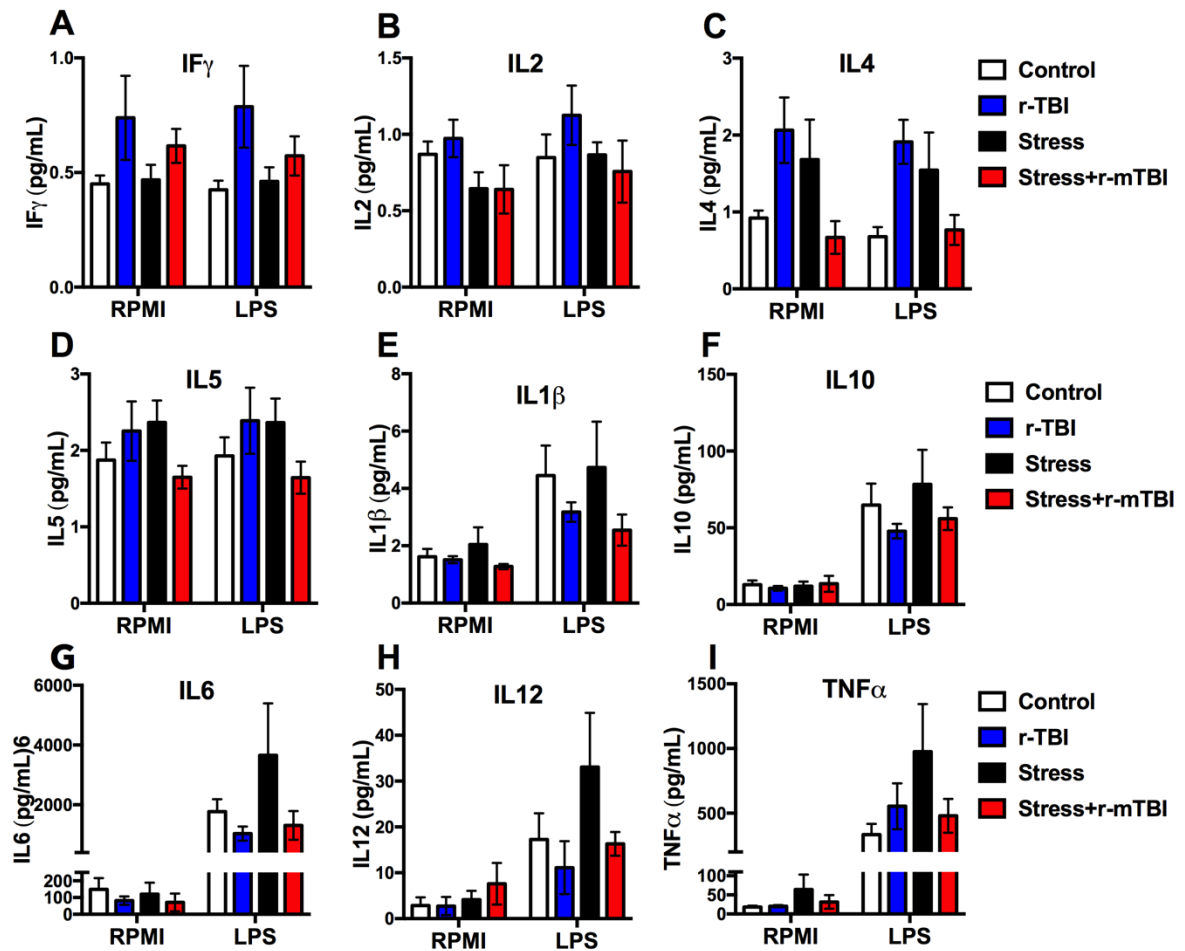 A
IFγ
IFγ (pg/mL)
1.0
0.5
0.0
RPMI LPS
B
IL2
IL2 (pg/mL)
1.5
1.0
0.5
0.0
RPMI LPS
C
IL4
IL4 (pg/mL)
3
2
1
0
RPMI LPS
Control
r-TBI
Stress
Stress+r-mTBI
D
IL5
IL5 (pg/mL)
3
2
1
0
RPMI LPS
E
IL1β
IL1β (pg/mL)
8
6
4
2
0
RPMI LPS
F
IL10
IL10 (pg/mL)
150
100
50
0
RPMI LPS
Control
r-TBI
Stress
Stress+r-mTBI
G
IL6
IL6 (pg/mL)6
6000
4000
2000
200
100
0
RPMI LPS
H
IL12
IL12 (pg/mL)
50
40
30
20
10
0
RPMI LPS
I
TNFα
TNFα (pg/mL)
1500
1000
500
100
50
0
RPMI LPS
Control
r-TBI
Stress
Stress+r-mTBI